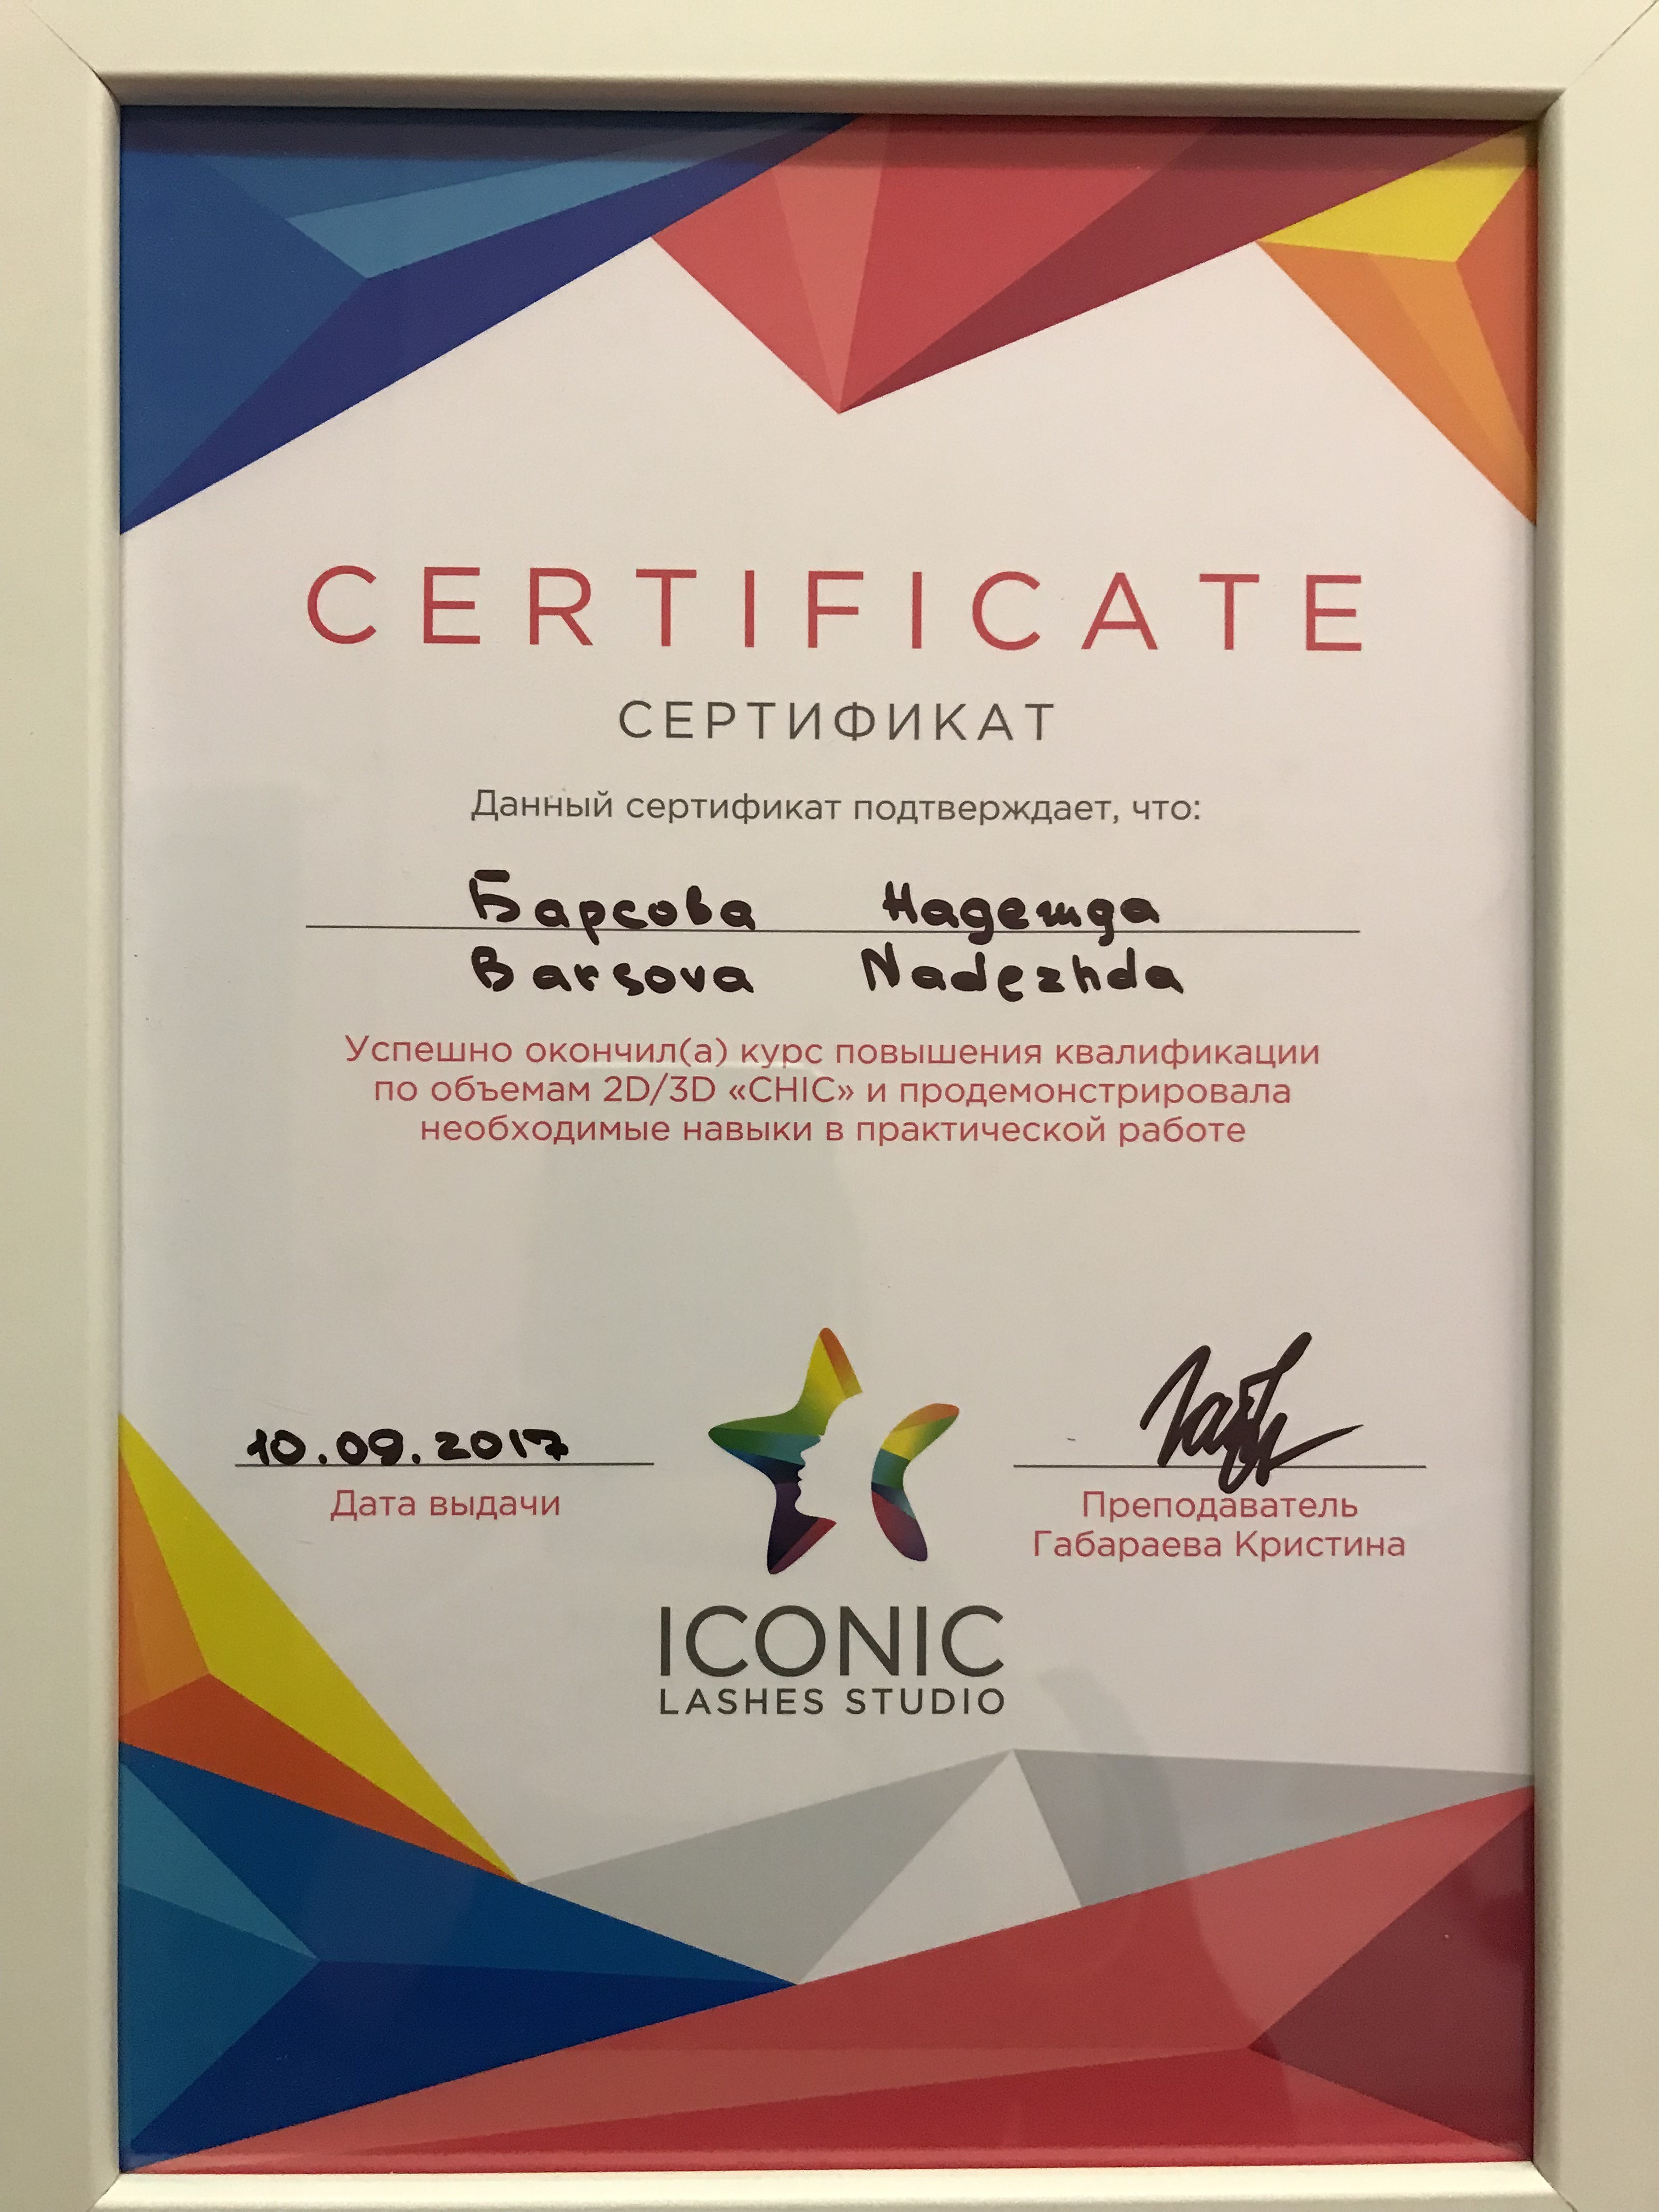 CERTIFICATE
СЕРТИФИКАТ
Данный сертификат подтверждает, что:
Барсова Надежда
Barsova Nadezhda
Успешно окончил(а) курс повышения квалификации
по объемам 2D/3D «CHIC» и продемонстрировала
необходимые навыки в практической работе
10.09.2017
Дата выдачи
Преподаватель
Габараева Кристина
ICONIC
LASHES STUDIO